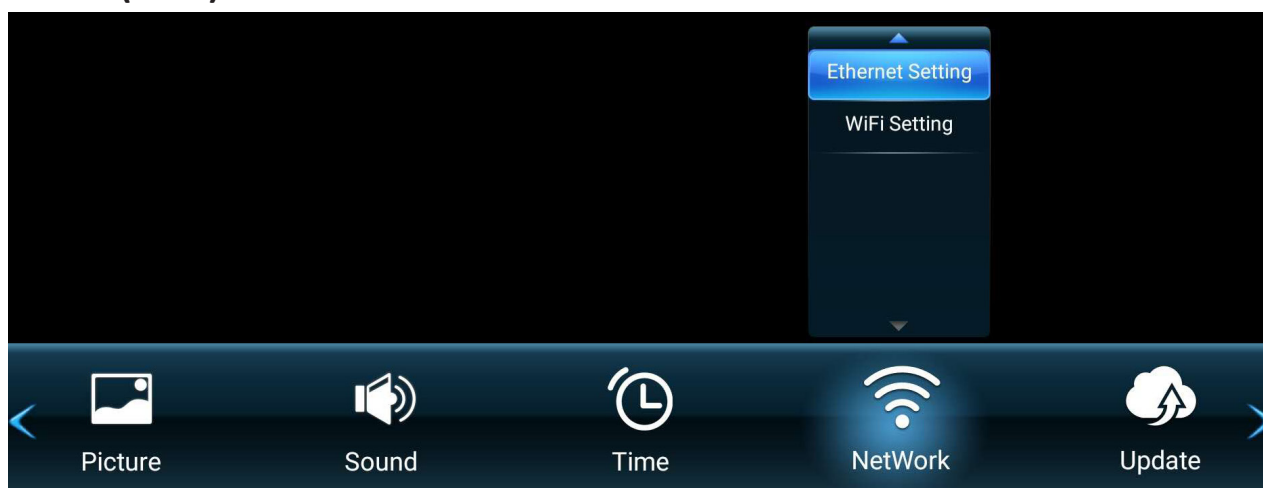 Ethernet Setting
WiFi Setting
Picture
Sound
Time
NetWork
Update